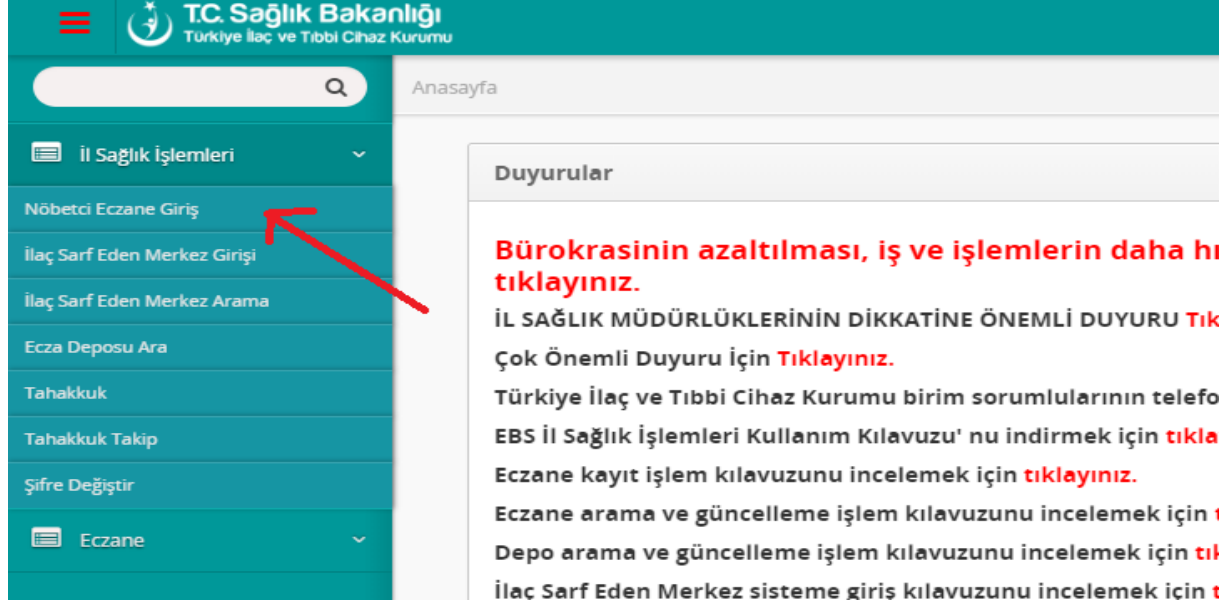 T.C. Sağlık Bakanlığı
Türkiye İlaç ve Tıbbi Cihaz Kurumu
Anasayfa
İl Sağlık İşlemleri
Nöbetci Eczane Giriş
İlaç Sarf Eden Merkez Girişi
İlaç Sarf Eden Merkez Arama
Ecza Deposu Ara
Tahakkuk
Tahakkuk Takip
Şifre Değiştir
Eczane
Duyurular
Bürokrasinin azaltılması, iş ve işlemlerin daha
tıklayınız.
İL SAĞLIK MÜDÜRLÜKLERİNİN DİKKATİNE ÖNEMLİ DUYURU
Çok Önemli Duyuru İçin Tıklayınız.
Türkiye İlaç ve Tıbbi Cihaz Kurumu birim sorumlularının
EBS İl Sağlık İşlemleri Kullanım Kılavuzu' nu indirmek için
Eczane kayıt işlem kılavuzunu incelemek için tıklayınız.
Eczane arama ve güncelleme işlem kılavuzunu incelemek için
Depo arama ve güncelleme işlem kılavuzunu incelemek için
İlaç Sarf Eden Merkez sisteme giriş kılavuzunu incelemek için